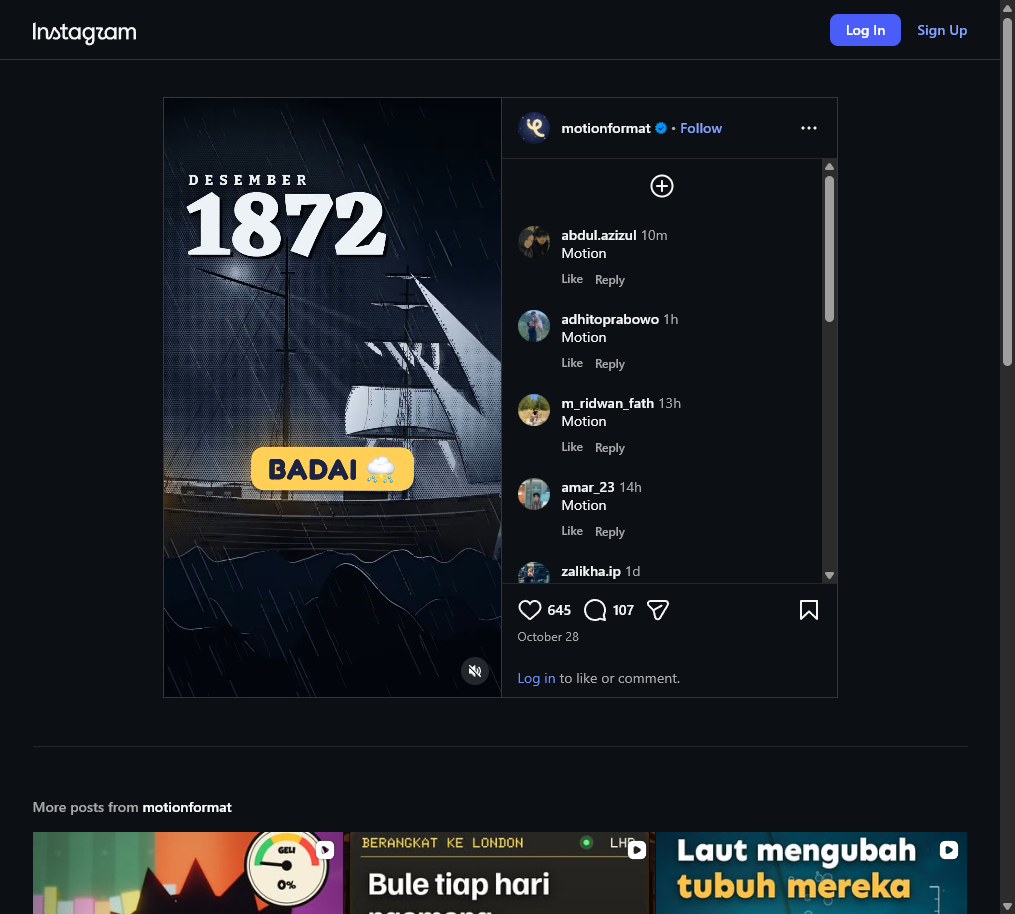 Instagram
Log In
Sign Up
DESEMBER
1872
BADAI
motionformat • Follow
abdul.azizul 10m
Motion
Like Reply
adhitoprabowo 1h
Motion
Like Reply
m_ridwan_fath 13h
Motion
Like Reply
amar_23 14h
Motion
Like Reply
zalikha.ip 1d
645 107
October 28
Log in to like or comment.
More posts from motionformat
GELI
0%
BERANGKAT KE LONDON
Bule tiap hari
ngomong
Laut mengubah
tubuh mereka